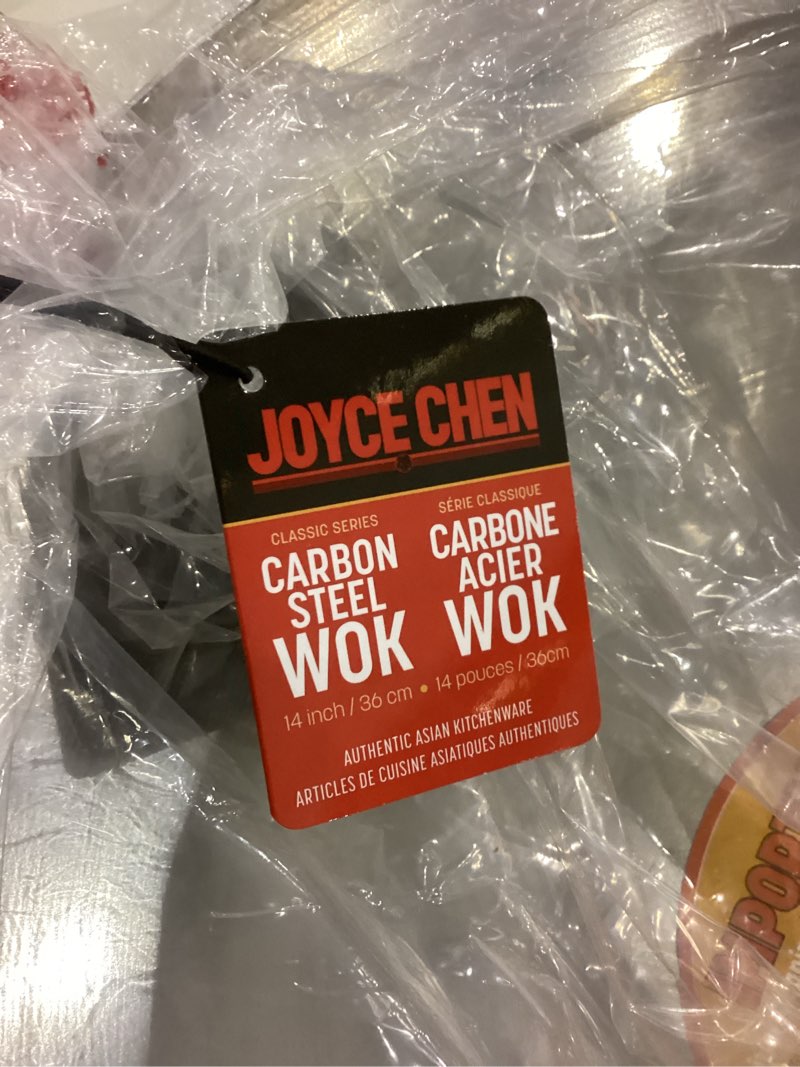 JOYCE CHEN
CLASSIC SERIES
CARBON
STEEL
WOK
SÉRIE CLASSIQUE
CARBONE
ACIER
WOK
14 inch / 36 cm • 14 pouces / 36cm
AUTHENTIC ASIAN KITCHENWARE
ARTICLES DE CUISINE ASIATIQUES AUTHENTIQUES